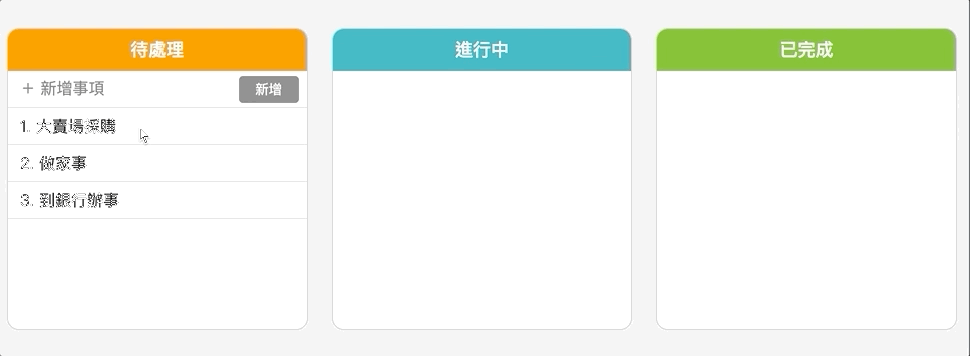 待處理
＋ 新增事項
新增
1. 大賣場採購
2. 做家事
3. 到銀行辦事
進行中
已完成